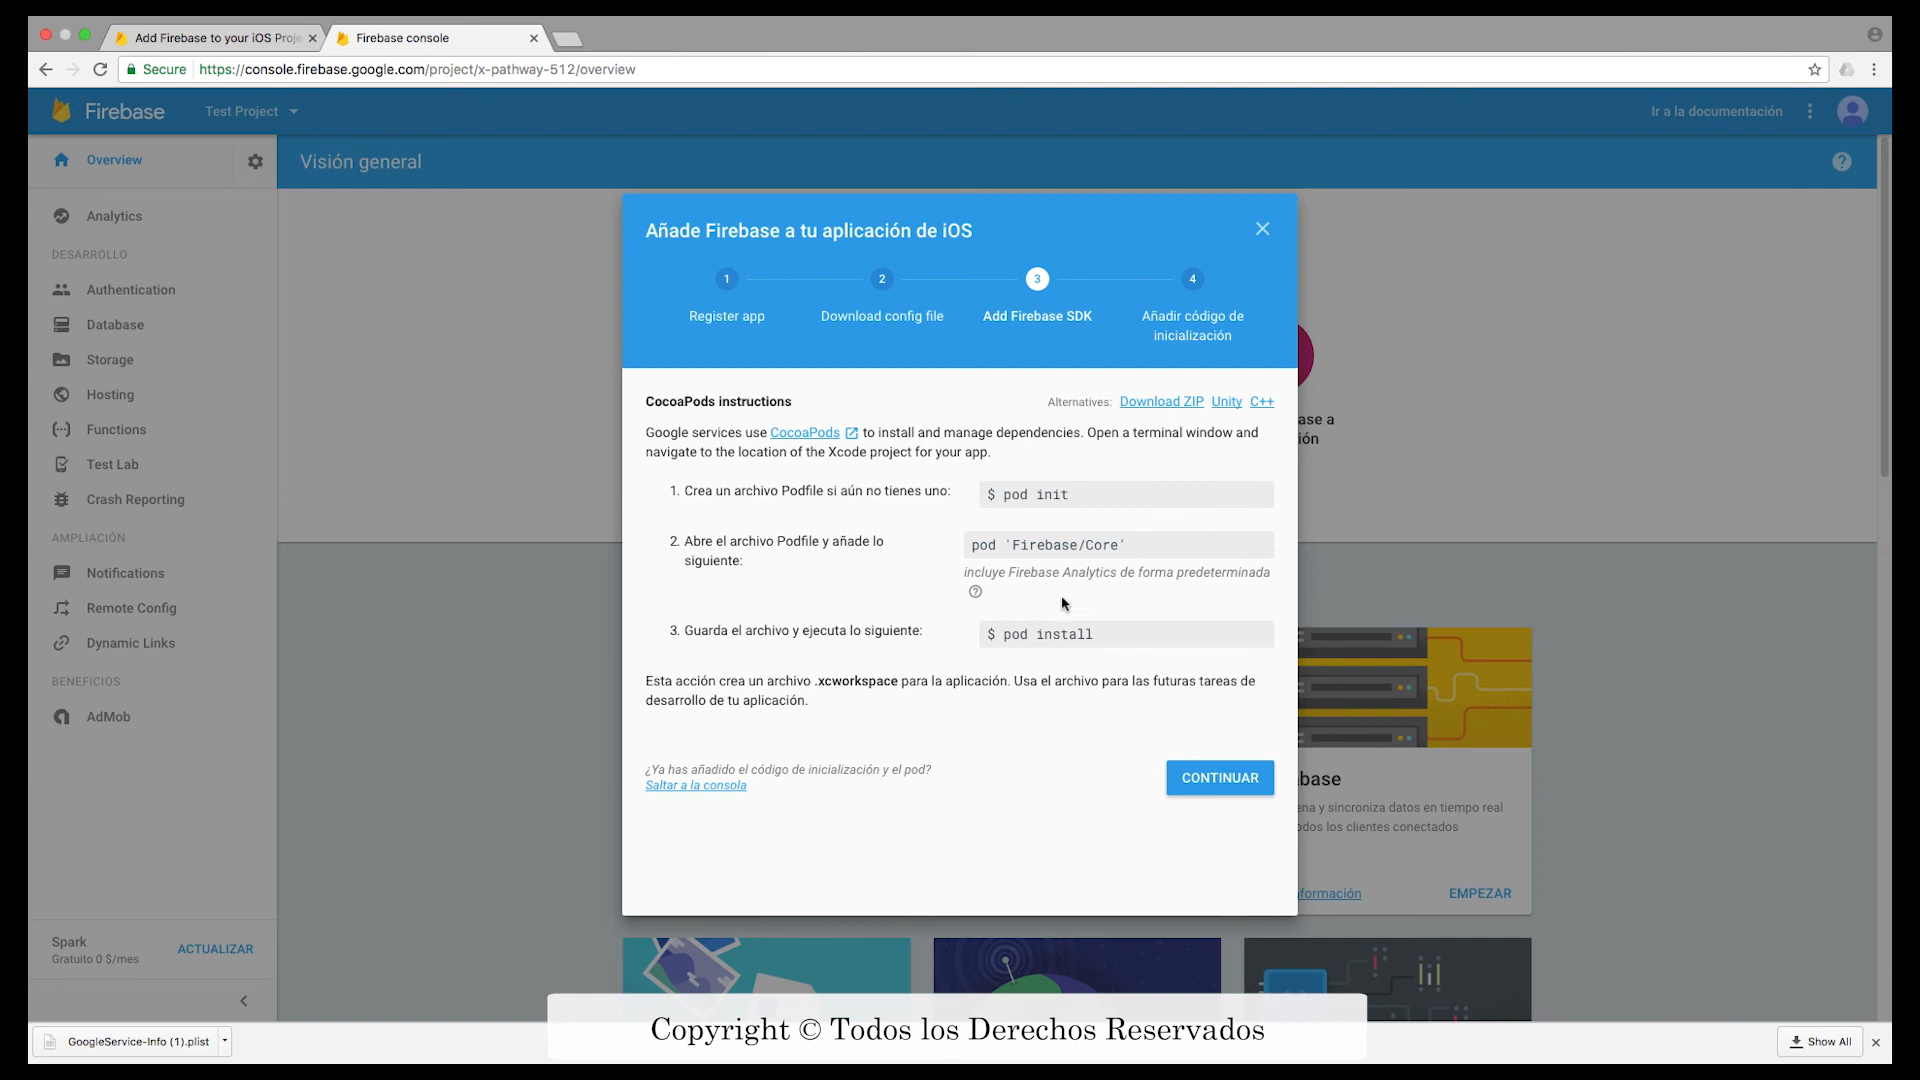 Add Firebase to your iOS Proje
Firebase console
Secure
https://console.firebase.google.com/project/x-pathway-512/overview
Firebase
Test Project
Ir a la documentación
Overview
Visión general
Analytics
DESARROLLO
Authentication
Database
Storage
Hosting
Functions
Test Lab
Crash Reporting
AMPLIACIÓN
Notifications
Remote Config
Dynamic Links
BENEFICIOS
AdMob
Spark
Gratuito 0 $/mes
ACTUALIZAR
Añade Firebase a tu aplicación de iOS
1
2
3
4
Register app
Download config file
Add Firebase SDK
Añadir código de
inicialización
CocoaPods instructions
Alternatives: Download ZIP Unity C++
Google services use CocoaPods to install and manage dependencies. Open a terminal window and
navigate to the location of the Xcode project for your app.
1. Crea un archivo Podfile si aún no tienes uno:
$ pod init
2. Abre el archivo Podfile y añade lo
siguiente:
pod 'Firebase/Core'
incluye Firebase Analytics de forma predeterminada
3. Guarda el archivo y ejecuta lo siguiente:
$ pod install
Esta acción crea un archivo .xcworkspace para la aplicación. Usa el archivo para las futuras tareas de
desarrollo de tu aplicación.
¿Ya has añadido el código de inicialización y el pod?
Saltar a la consola
CONTINUAR
ase a
ión
base
ena y sincroniza datos en tiempo real
odos los clientes conectados
nformación
EMPEZAR
Copyright © Todos los Derechos Reservados
GoogleService-Info (1).plist
Show All